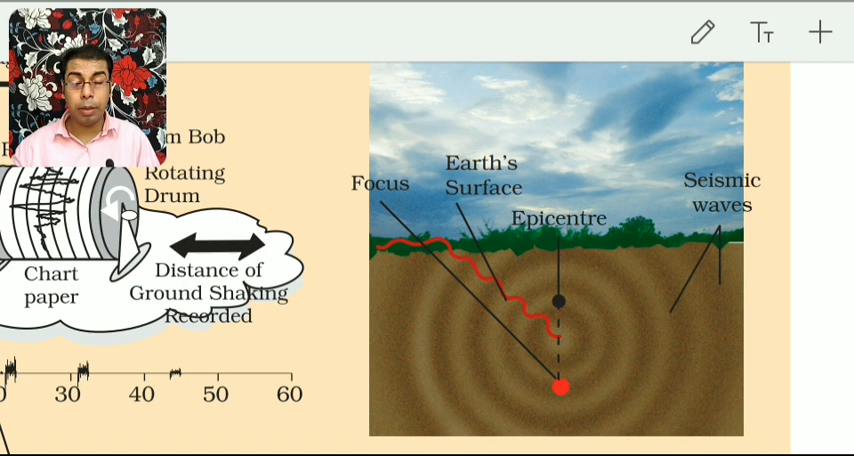 m Bob
Rotating
Drum
Chart
paper
Distance of
Ground Shaking
Recorded
30
40
50
60
Focus
Earth's
Surface
Epicentre
Seismic
waves
TT